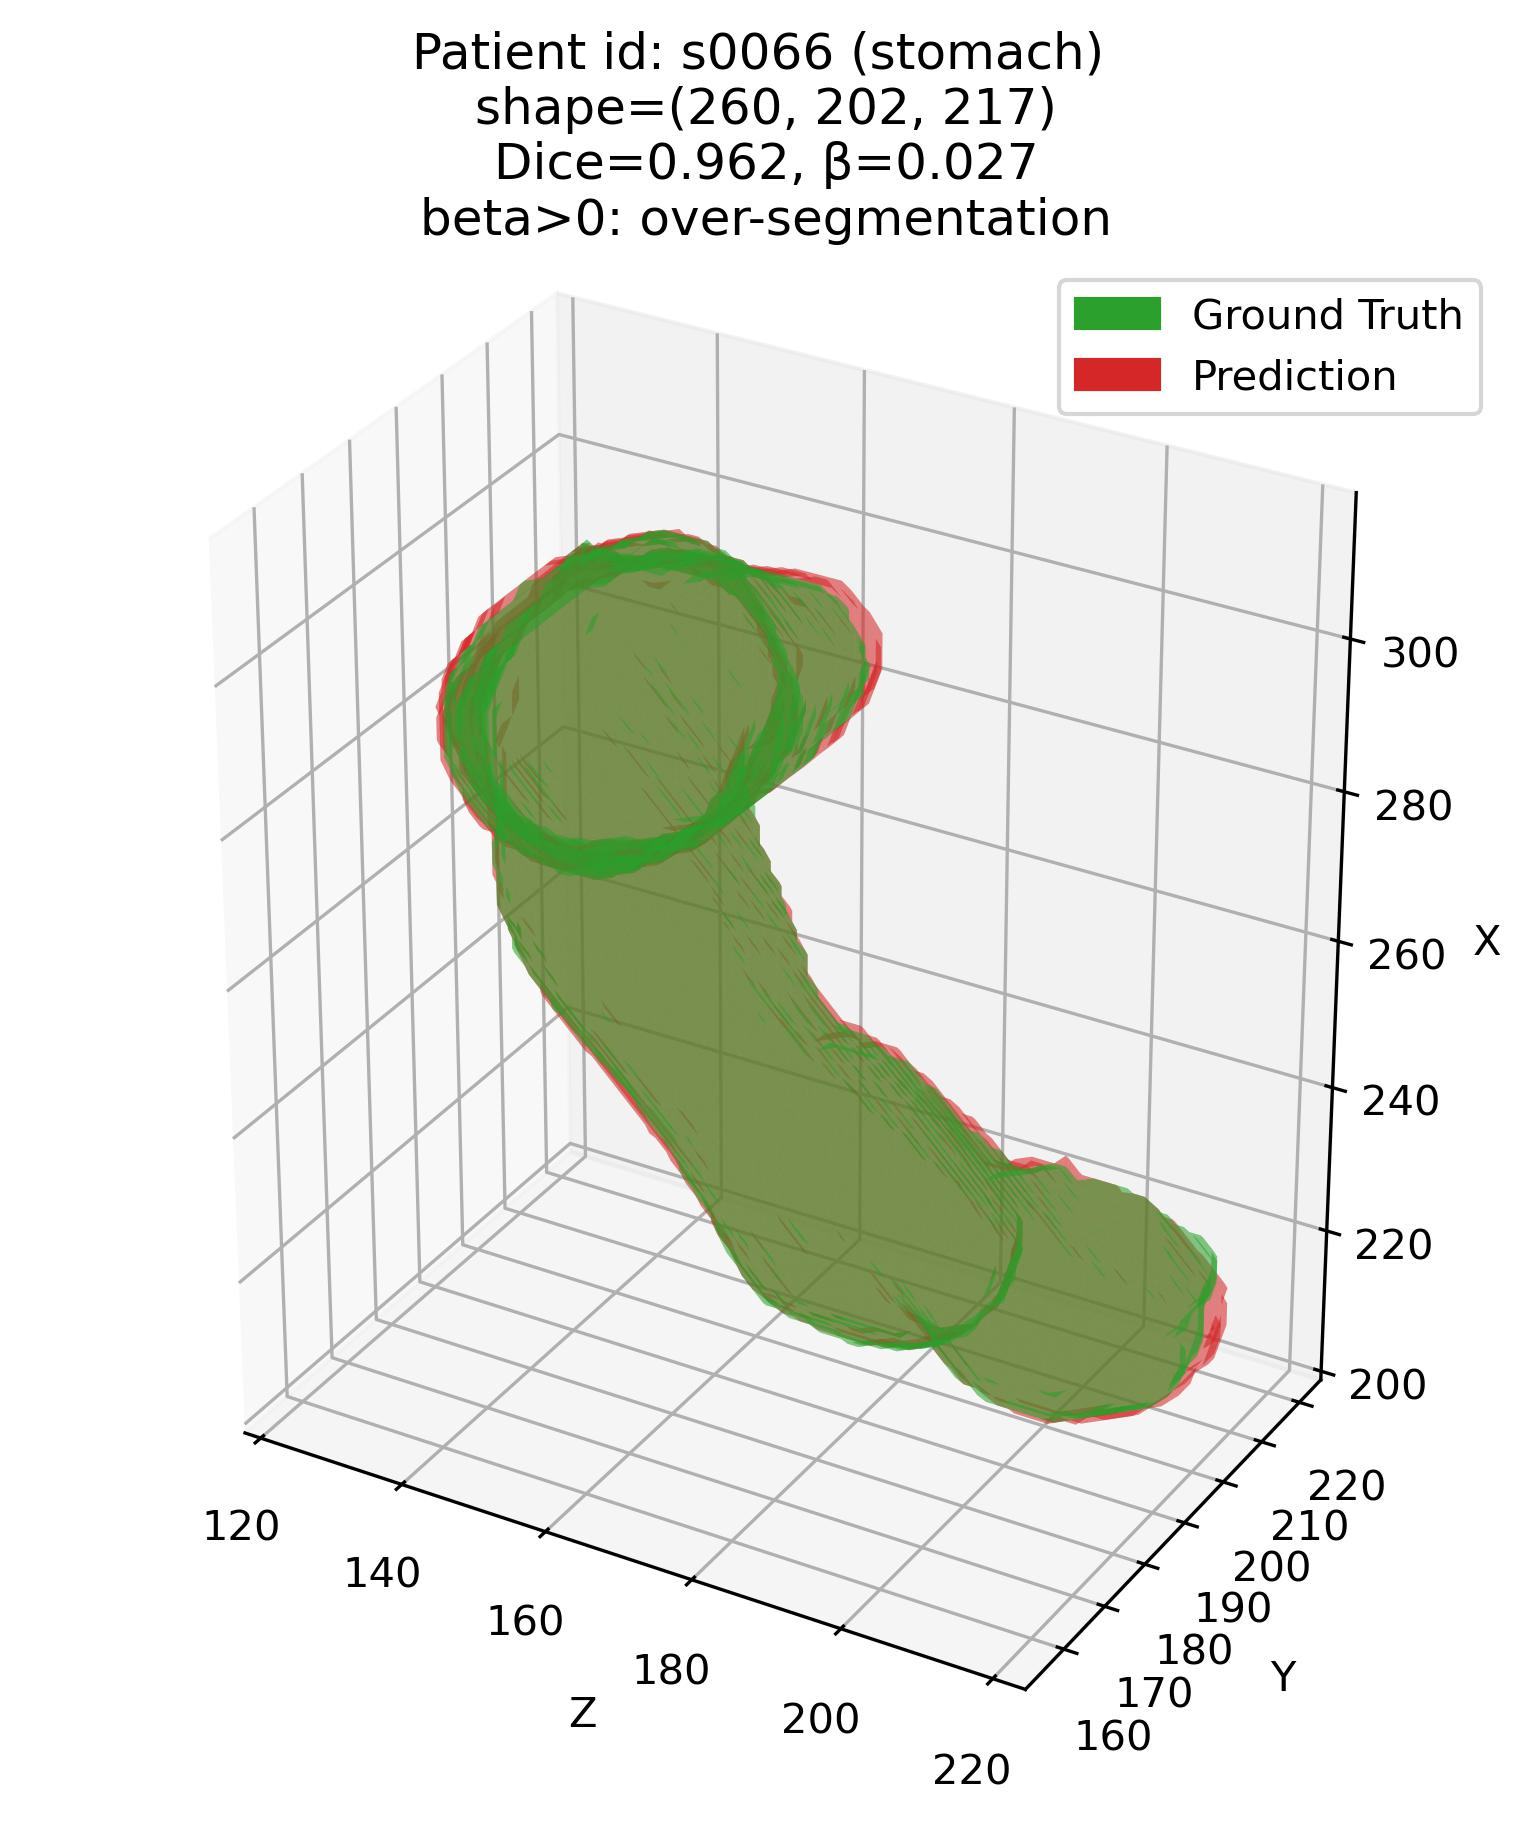 Patient id: s0066 (stomach)
shape=(260, 202, 217)
Dice=0.962, β=0.027
beta>0: over-segmentation
Ground Truth
Prediction
300
280
260
X
240
220
200
220
210
200
190
180
170
160
Y
120
140
160
180
200
220
Z